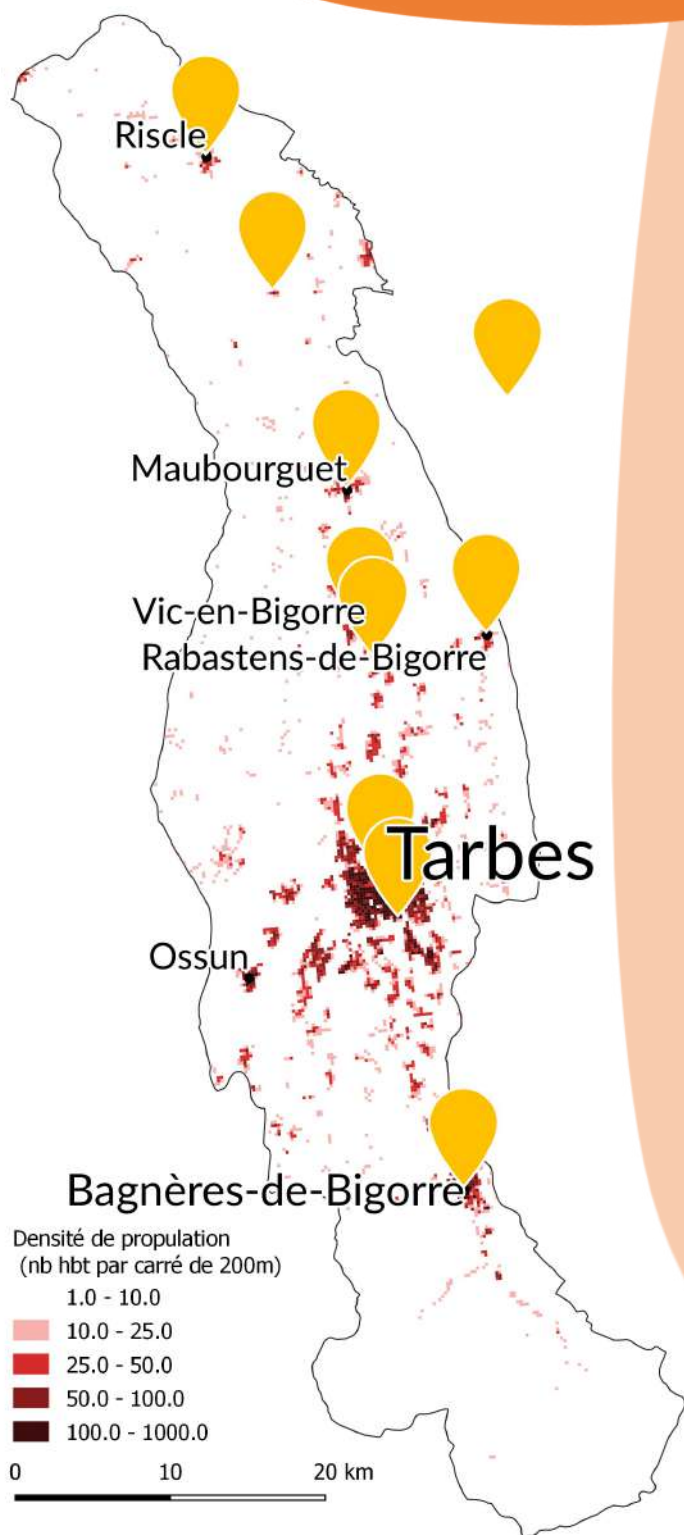 Riscle
Maubourguet
Vic-en-Bigorre
Rabastens-de-Bigorre
Tarbes
Ossun
Bagnères-de-Bigorre
Densité de propulation
(nb hbt par carré de 200m)
1.0 - 10.0
10.0 - 25.0
25.0 - 50.0
50.0 - 100.0
100.0 - 1000.0
0 10 20 km